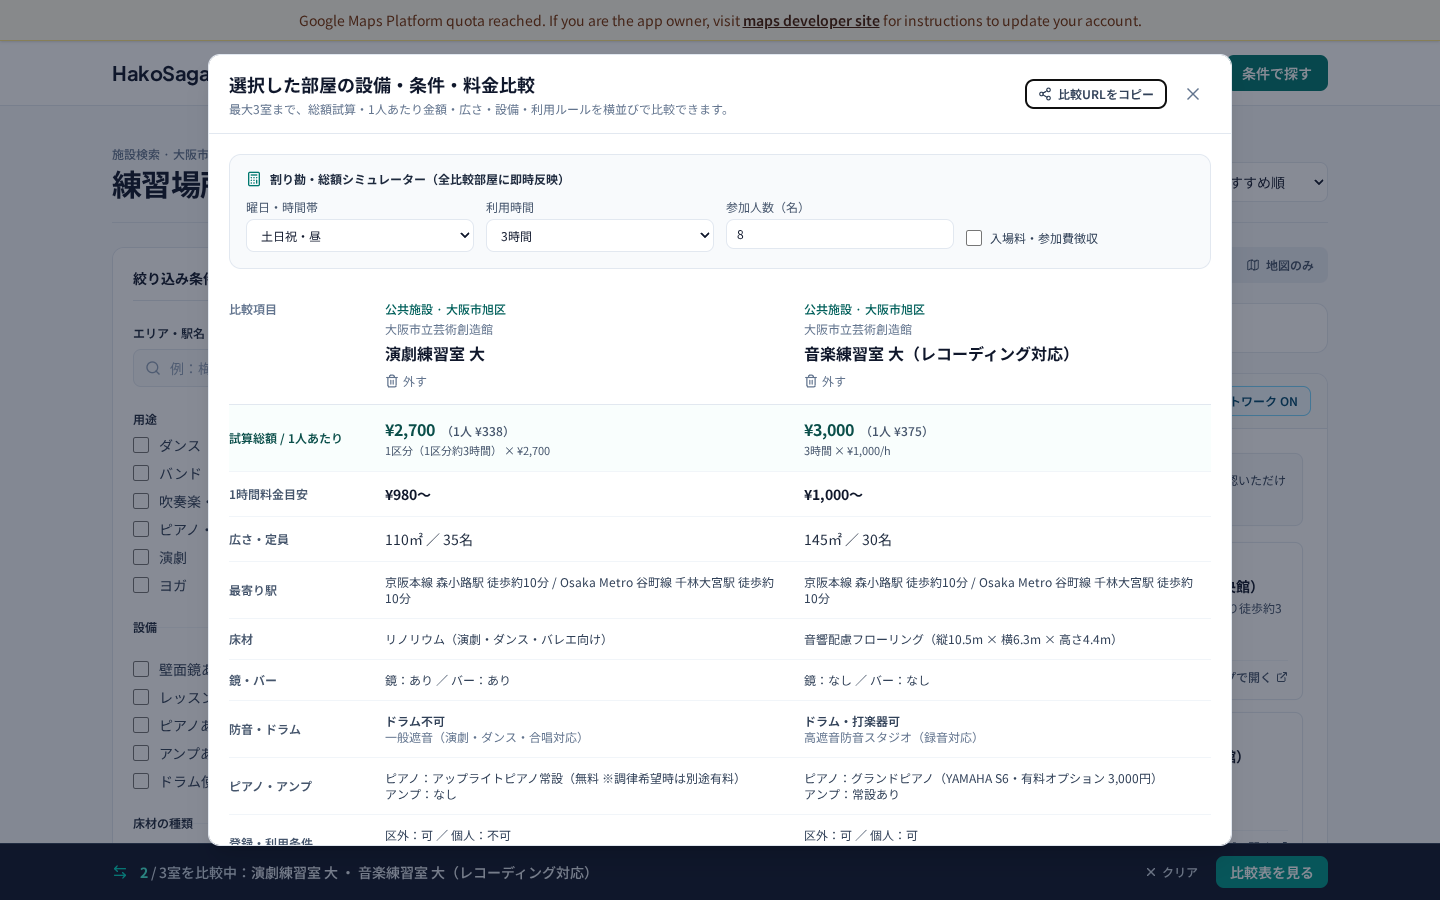 Google Maps Platform quota reached. If you are the app owner, visit maps developer site for instructions to update your account.
HakoSaga
条件で探す
選択した部屋の設備・条件・料金比較
最大3室まで、総額試算・1人あたり金額・広さ・設備・利用ルールを横並びで比較できます。
比較URLをコピー
施設検索・大阪市
練習場所
すすめ順
割り勘・総額シミュレーター（全比較部屋に即時反映）
曜日・時間帯
利用時間
参加人数（名）
土日祝・昼
3時間
8
入場料・参加費徴収
絞り込み条件
地図のみ
エリア・駅名
例：梅
用途
ダンス
バンド
吹奏楽・
ピアノ・
演劇
ヨガ
設備
壁面鏡あ
レッスン
ピアノあ
アンプあ
ドラム使
床材の種類
トワーク ON
認いただけ
央館）
り徒歩約3
プで開く
比較項目
公共施設・大阪市旭区
大阪市立芸術創造館
演劇練習室 大
外す
公共施設・大阪市旭区
大阪市立芸術創造館
音楽練習室 大（レコーディング対応）
外す
試算総額 / 1人あたり
¥2,700 （1人 ¥338）
1区分（1区分約3時間） × ¥2,700
¥3,000 （1人 ¥375）
3時間 × ¥1,000/h
1時間料金目安
¥980〜
¥1,000〜
広さ・定員
110㎡ ／ 35名
145㎡ ／ 30名
最寄り駅
京阪本線 森小路駅 徒歩約10分 / Osaka Metro 谷町線 千林大宮駅 徒歩約
10分
京阪本線 森小路駅 徒歩約10分 / Osaka Metro 谷町線 千林大宮駅 徒歩約
10分
床材
リノリウム（演劇・ダンス・バレエ向け）
音響配慮フローリング（縦10.5m × 横6.3m × 高さ4.4m）
鏡・バー
鏡：あり ／ バー：あり
鏡：なし ／ バー：なし
防音・ドラム
ドラム不可
一般遮音（演劇・ダンス・合唱対応）
ドラム・打楽器可
高遮音防音スタジオ（録音対応）
ピアノ・アンプ
ピアノ：アップライトピアノ常設（無料 ※調律希望時は別途有料）
アンプ：なし
ピアノ：グランドピアノ（YAMAHA S6・有料オプション 3,000円）
アンプ：常設あり
登録・利用条件
区外：可 ／ 個人：不可
区外：可 ／ 個人：可
2 / 3室を比較中：演劇練習室 大 ・ 音楽練習室 大（レコーディング対応）
クリア
比較表を見る